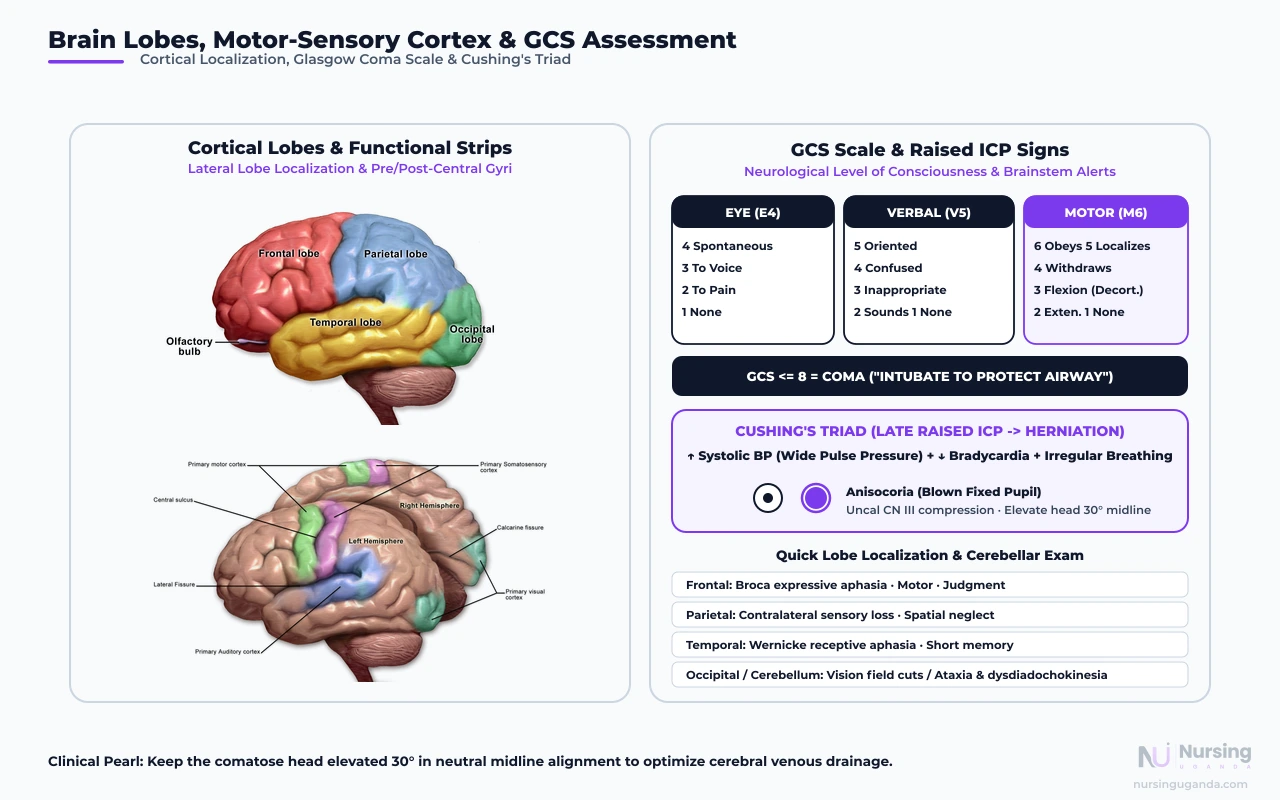 Brain Lobes, Motor-Sensory Cortex & GCS Assessment
Cortical Localization, Glasgow Coma Scale & Cushing's Triad
Cortical Lobes & Functional Strips
Lateral Lobe Localization & Pre/Post-Central Gyri
Frontal lobe
Parietal lobe
Temporal lobe
Occipital
lobe
Olfactory
bulb
Primary motor cortex
Primary Somatosensory
cortex
Central sulcus
Right Hemisphere
Calcarine fissure
Left Hemisphere
Lateral Fissure
Primary visual
cortex
Primary Auditory cortex
GCS Scale & Raised ICP Signs
Neurological Level of Consciousness & Brainstem Alerts
EYE (E4)
4 Spontaneous
3 To Voice
2 To Pain
1 None
VERBAL (V5)
5 Oriented
4 Confused
3 Inappropriate
2 Sounds 1 None
MOTOR (M6)
6 Obeys 5 Localizes
4 Withdraws
3 Flexion (Decort.)
2 Exten. 1 None
GCS <= 8 = COMA ("INTUBATE TO PROTECT AIRWAY")
CUSHING'S TRIAD (LATE RAISED ICP -> HERNIATION)
↑ Systolic BP (Wide Pulse Pressure) + ↓ Bradycardia + Irregular Breathing
Anisocoria (Blown Fixed Pupil)
Uncal CN III compression · Elevate head 30° midline
Quick Lobe Localization & Cerebellar Exam
Frontal: Broca expressive aphasia · Motor · Judgment
Parietal: Contralateral sensory loss · Spatial neglect
Temporal: Wernicke receptive aphasia · Short memory
Occipital / Cerebellum: Vision field cuts / Ataxia & dysdiadochokinesia
Clinical Pearl: Keep the comatose head elevated 30° in neutral midline alignment to optimize cerebral venous drainage.
NU Nursing
UGANDA
nursinguganda.com